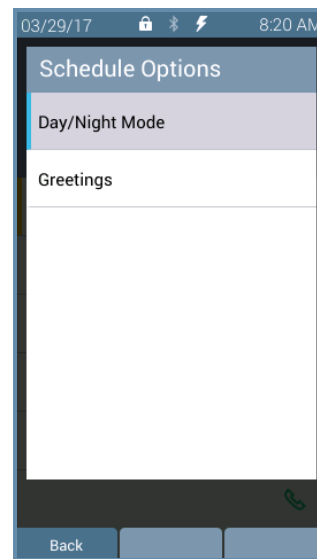 03/29/17 8:20 AM
Schedule Options
Day/Night Mode
Greetings
Back